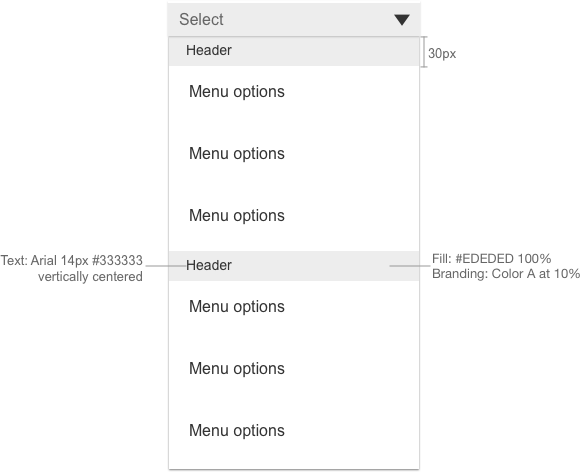 Select
Header
30px
Menu options
Menu options
Menu options
Text: Arial 14px #333333
vertically centered
Header
Fill: #EDEDED 100%
Branding: Color A at 10%
Menu options
Menu options
Menu options